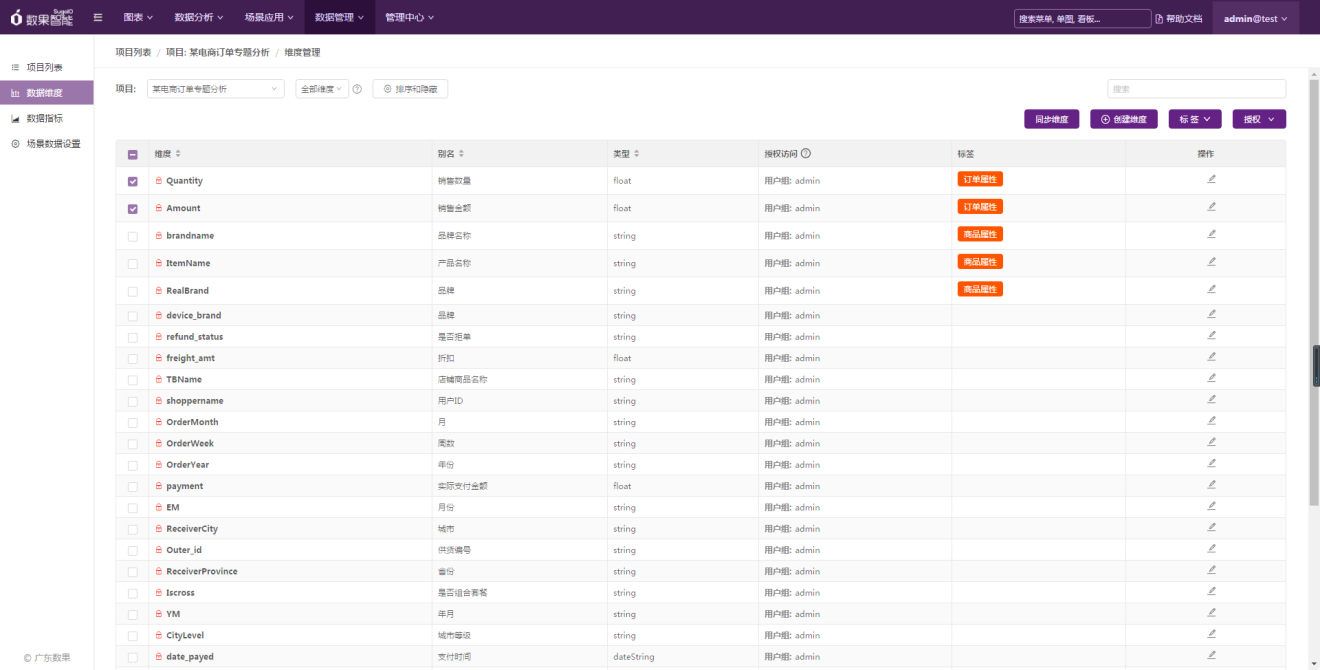 数果智能 SugoIO 图表 数据分析 场景应用 数据管理 管理中心 搜索菜单, 单图, 看板... 帮助文档 admin@test
项目列表 / 项目: 某电商订单专题分析 / 维度管理
项目列表
数据维度
数据指标
场景数据设置
项目: 某电商订单专题分析 全部维度 排序和隐藏 搜索
同步维度 创建维度 标签 授权
维度 别名 类型 授权访问 标签 操作
Quantity 销售数量 float 用户组: admin 订单属性
Amount 销售金额 float 用户组: admin 订单属性
brandname 品牌名称 string 用户组: admin 商品属性
ItemName 产品名称 string 用户组: admin 商品属性
RealBrand 品牌 string 用户组: admin 商品属性
device_brand 品牌 string 用户组: admin
refund_status 是否拒单 string 用户组: admin
freight_amt 折扣 float 用户组: admin
TBName 店铺商品名称 string 用户组: admin
shoppername 用户ID string 用户组: admin
OrderMonth 月 string 用户组: admin
OrderWeek 周数 string 用户组: admin
OrderYear 年份 string 用户组: admin
payment 实际支付金额 float 用户组: admin
EM 月份 string 用户组: admin
ReceiverCity 城市 string 用户组: admin
Outer_id 供货编号 string 用户组: admin
ReceiverProvince 省份 string 用户组: admin
Iscross 是否组合套餐 string 用户组: admin
YM 年月 string 用户组: admin
CityLevel 城市等级 string 用户组: admin
date_payed 支付时间 dateString 用户组: admin
© 广东数果